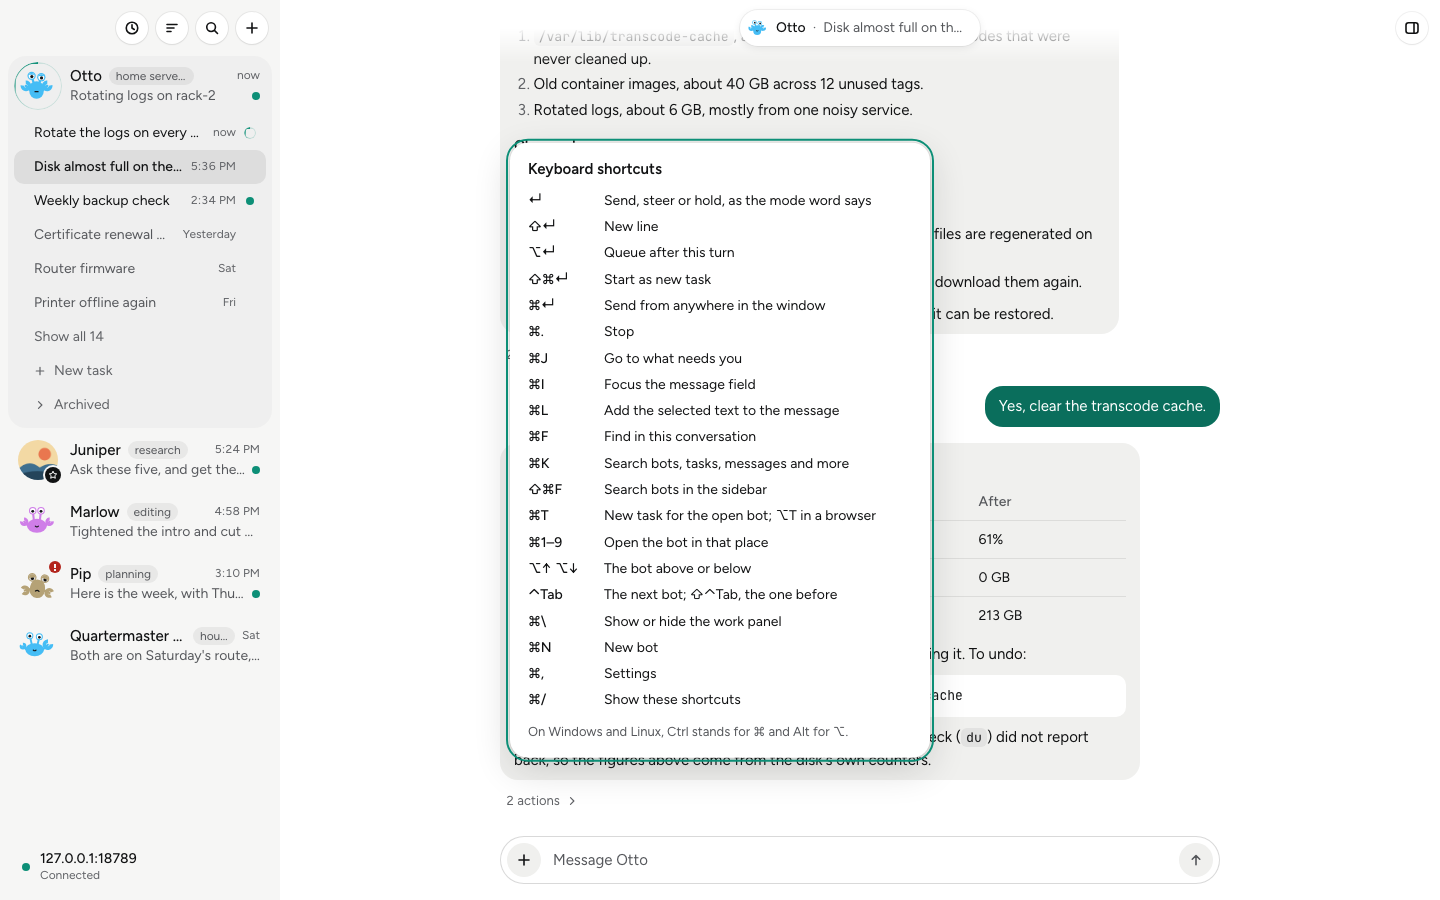 Otto home serve... now
Rotating logs on rack-2
Rotate the logs on every ... now
Disk almost full on the... 5:36 PM
Weekly backup check 2:34 PM
Certificate renewal ... Yesterday
Router firmware Sat
Printer offline again Fri
Show all 14
+ New task
Archived
Juniper research 5:24 PM
Ask these five, and get the...
Marlow editing 4:58 PM
Tightened the intro and cut ...
Pip planning 3:10 PM
Here is the week, with Thu...
Quartermaster ... hou... Sat
Both are on Saturday's route,...
127.0.0.1:18789
Connected
Otto · Disk almost full on th...
1. /var/lib/transcode-cache, odes that were
never cleaned up.
2. Old container images, about 40 GB across 12 unused tags.
3. Rotated logs, about 6 GB, mostly from one noisy service.
files are regenerated on
download them again.
it can be restored.
Yes, clear the transcode cache.
After
61%
0 GB
213 GB
ing it. To undo:
ache
eck ( du ) did not report
back, so the figures above come from the disk's own counters.
2 actions
Message Otto
Keyboard shortcuts
↵ Send, steer or hold, as the mode word says
⇧↵ New line
⌥↵ Queue after this turn
⇧⌘↵ Start as new task
⌘↵ Send from anywhere in the window
⌘. Stop
⌘J Go to what needs you
⌘I Focus the message field
⌘L Add the selected text to the message
⌘F Find in this conversation
⌘K Search bots, tasks, messages and more
⇧⌘F Search bots in the sidebar
⌘T New task for the open bot; ⌥T in a browser
⌘1–9 Open the bot in that place
⌥↑ ⌥↓ The bot above or below
^Tab The next bot; ⇧^Tab, the one before
⌘\ Show or hide the work panel
⌘N New bot
⌘, Settings
⌘/ Show these shortcuts
On Windows and Linux, Ctrl stands for ⌘ and Alt for ⌥.